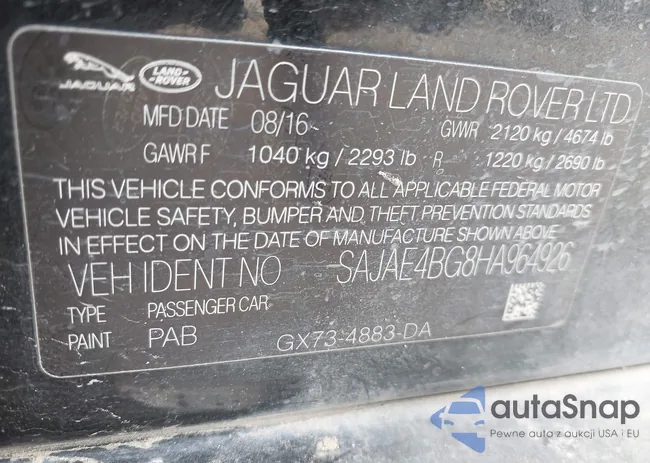 JAGUAR LAND ROVER JAGUAR LAND ROVER LTD
MFD DATE 08/16 GWR 2120 kg / 4674 lb
GAWR F 1040 kg / 2293 lb R 1220 kg / 2690 lb
THIS VEHICLE CONFORMS TO ALL APPLICABLE FEDERAL MOTOR
VEHICLE SAFETY, BUMPER AND THEFT PREVENTION STANDARDS
IN EFFECT ON THE DATE OF MANUFACTURE SHOWN ABOVE
VEH IDENT NO SAJAE4BG8HA964926
TYPE PASSENGER CAR
PAINT PAB GX73-4883-DA
autaSnap
Pewne auta z aukcji USA i EU